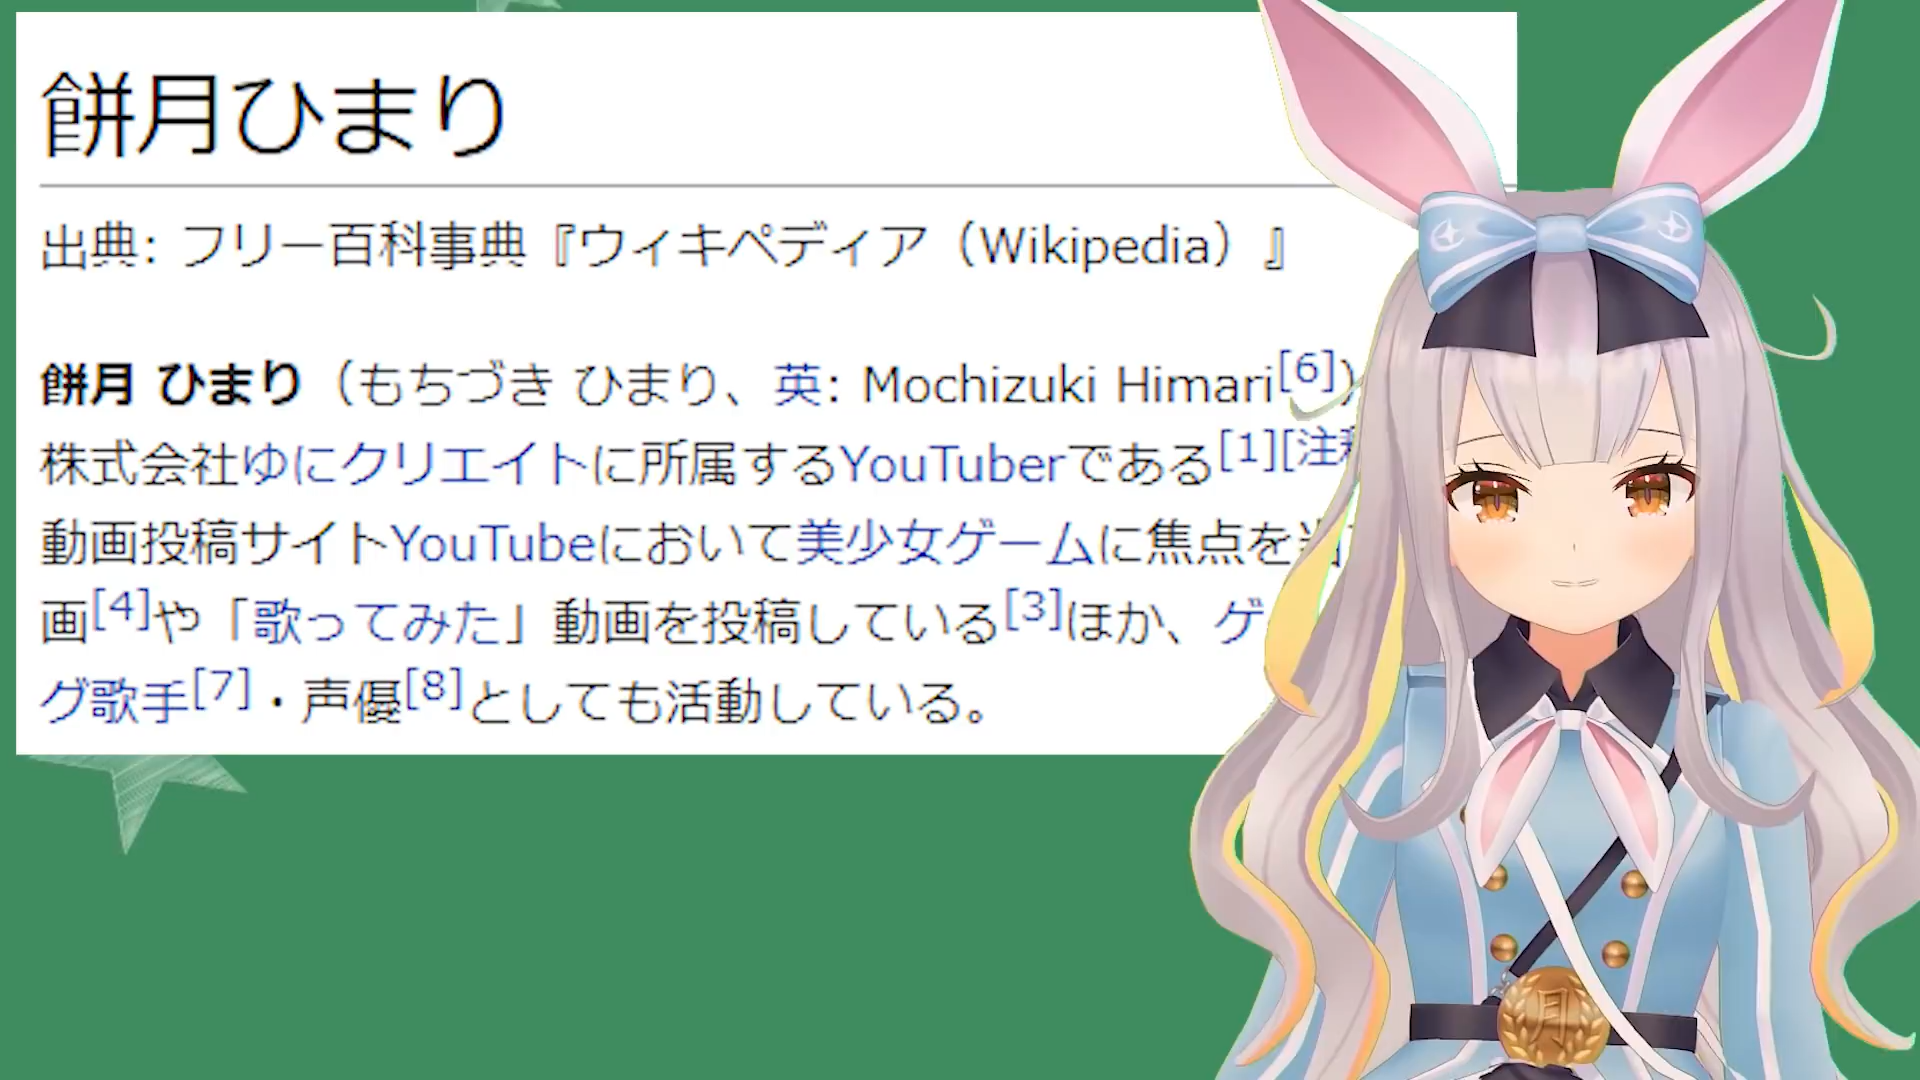 餅月ひまり
出典: フリー百科事典『ウィキペディア（Wikipedia）』
餅月 ひまり（もちづき ひまり、英: Mochizuki Himari[6]）
株式会社ゆにクリエイトに所属するYouTuberである[1][注
動画投稿サイトYouTubeにおいて美少女ゲームに焦点を
画[4]や「歌ってみた」動画を投稿している[3]ほか、ゲ
グ歌手[7]・声優[8]としても活動している。
月